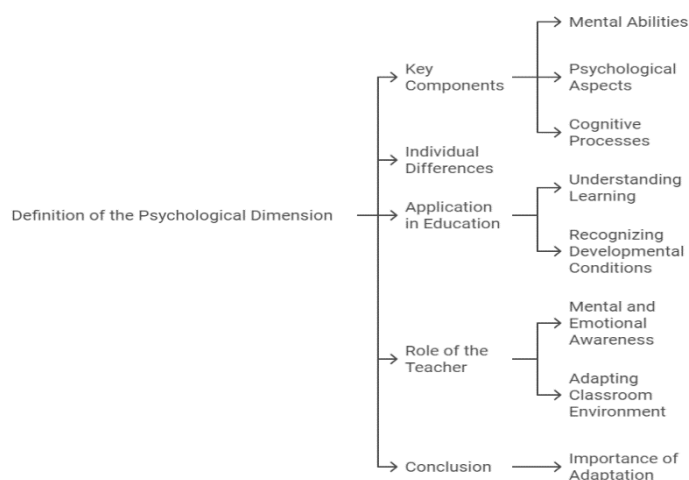 Mental Abilities
Key
Components
Psychological
Aspects
Cognitive
Processes
Individual
Differences
Definition of the Psychological Dimension
Application
in Education
Understanding
Learning
Recognizing
Developmental
Conditions
Role of the
Teacher
Mental and
Emotional
Awareness
Adapting
Classroom
Environment
Conclusion
Importance of
Adaptation